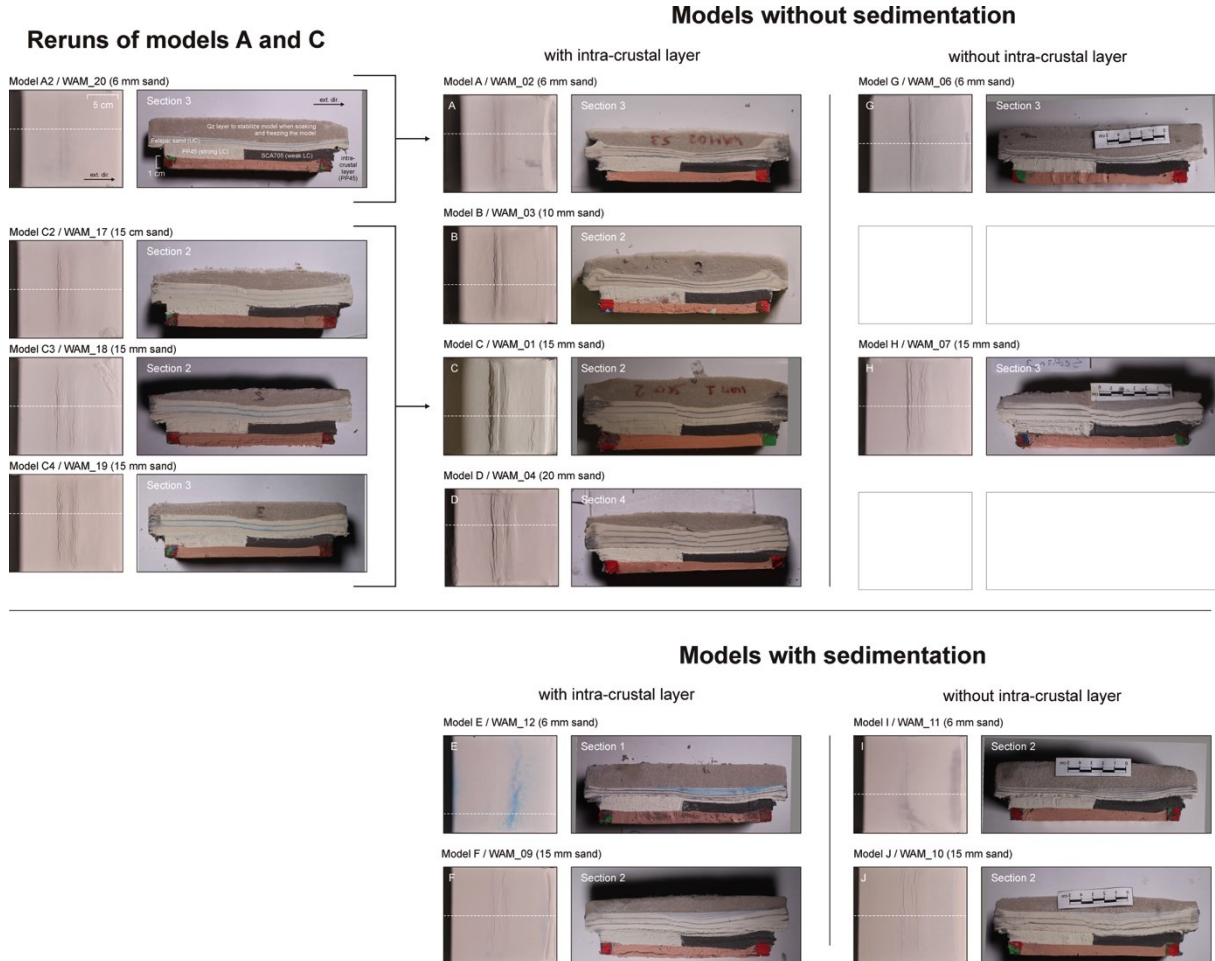 Reruns of models A and C
Model A2 / WAM_20 (6 mm sand)
5 cm
ext. dir.
Section 3
ext. dir.
Qz layer to stabilize model when soaking
and freezing the model
Felspar sand (UC)
PP45 (strong LC)
SCA705 (weak LC)
intra-
crustal
layer
(PP45)
1 cm
Model C2 / WAM_17 (15 cm sand)
Section 2
Model C3 / WAM_18 (15 mm sand)
Section 2
Model C4 / WAM_19 (15 mm sand)
Section 3
Models without sedimentation
with intra-crustal layer
without intra-crustal layer
Model A / WAM_02 (6 mm sand)
A
Section 3
WAM02
S3
Model G / WAM_06 (6 mm sand)
G
Section 3
Model B / WAM_03 (10 mm sand)
B
Section 2
2
Model C / WAM_01 (15 mm sand)
C
Section 2
Model H / WAM_07 (15 mm sand)
H
Section 3
Model D / WAM_04 (20 mm sand)
D
Section 4
Models with sedimentation
with intra-crustal layer
without intra-crustal layer
Model E / WAM_12 (6 mm sand)
E
Section 1
Model I / WAM_11 (6 mm sand)
I
Section 2
Model F / WAM_09 (15 mm sand)
F
Section 2
Model J / WAM_10 (15 mm sand)
J
Section 2